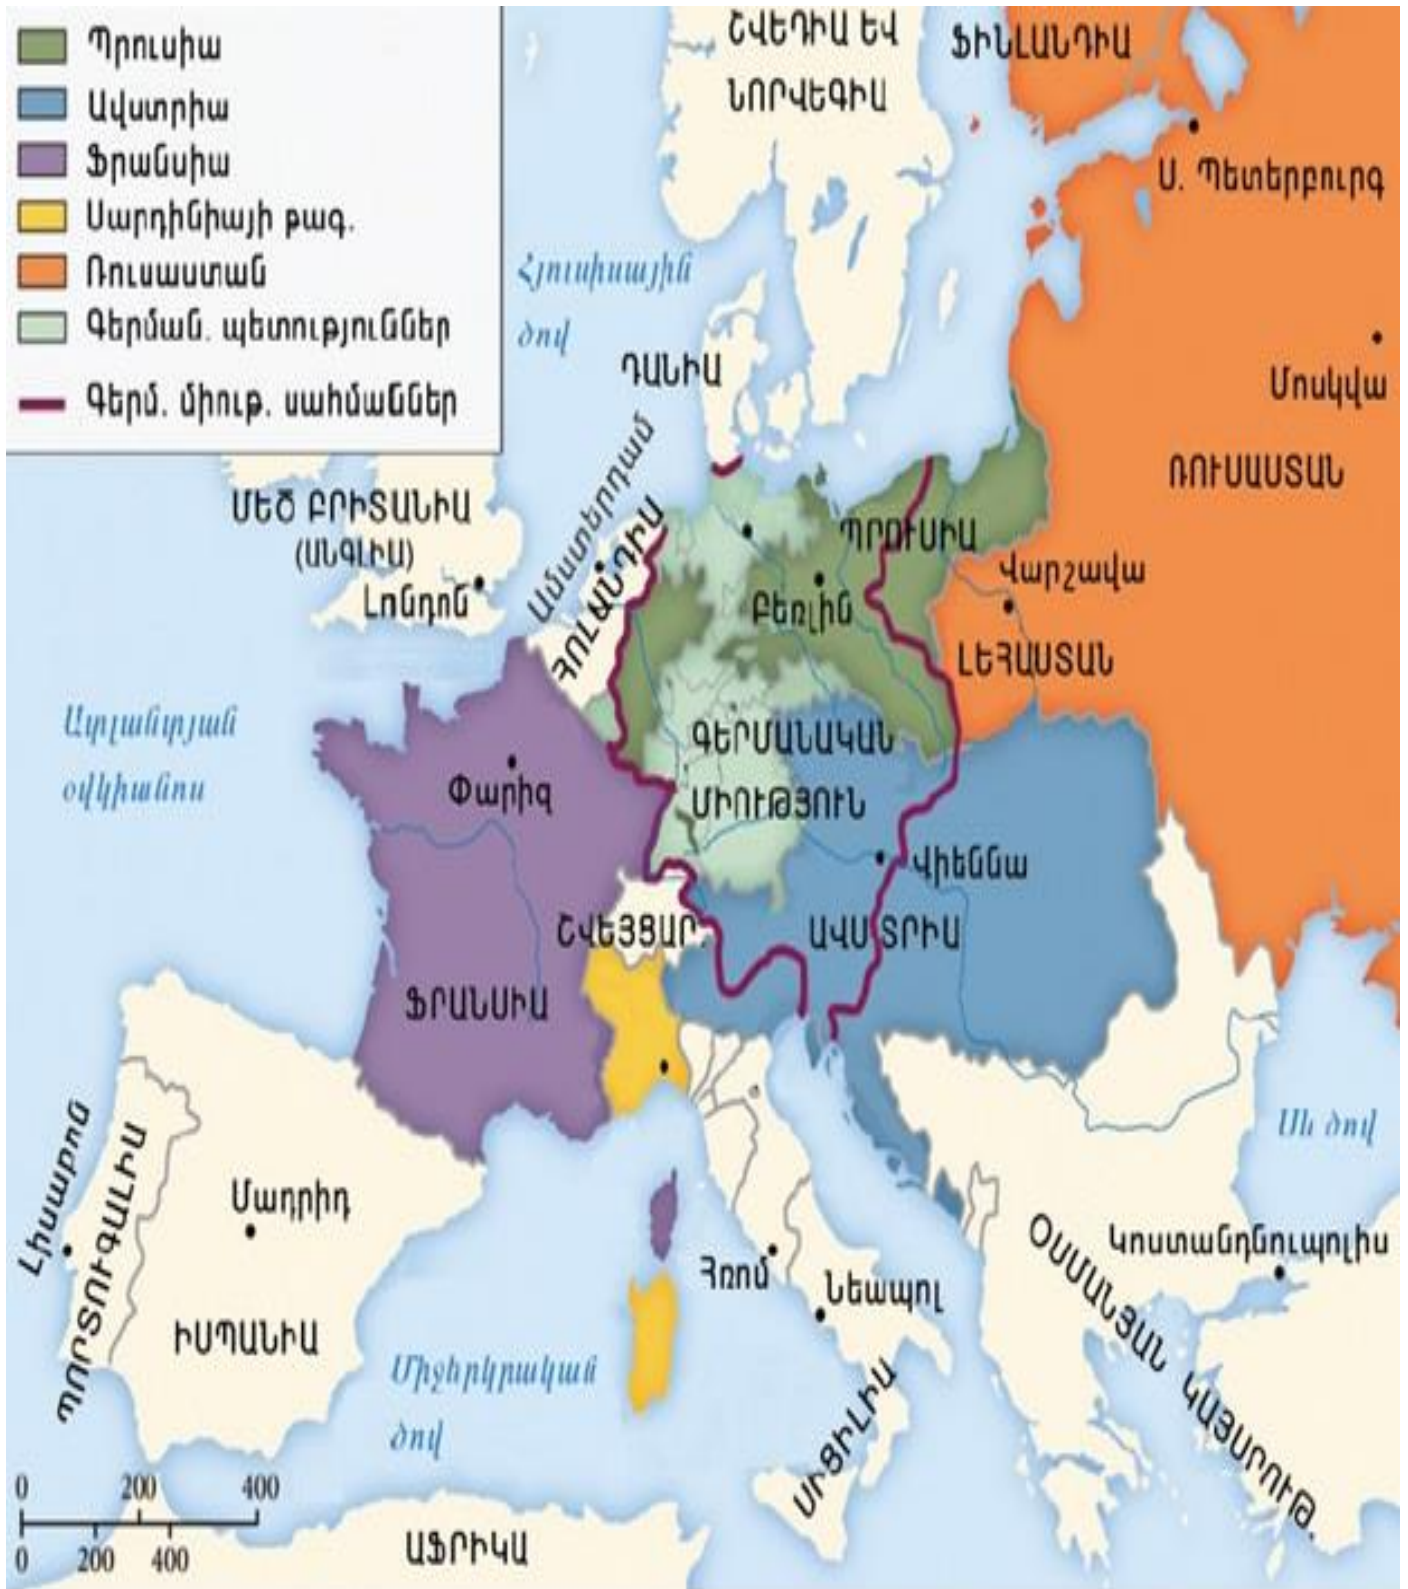 Պրուսիա
Ավստրիա
Ֆրանսիա
Սարդինիայի թագ.
Ռուսաստան
Գերման. պետություններ
Գերմ. միութ. սահմաններ
ՇՎԵԴԻԱ ԵՎ
ՆՈՐՎԵԳԻԱ
ՖԻՆԼԱՆԴԻԱ
Ս. Պետերբուրգ
Հյուսիսային
ծով
ԴԱՆԻԱ
Մոսկվա
ՌՈՒՍԱՍՏԱՆ
ՄԵԾ ԲՐԻՏԱՆԻԱ
(ԱՆԳԼԻԱ)
Լոնդոն
Ամստերդամ
ՀՈԼԱՆԴԻԱ
ՊՐՈՒՍԻԱ
Բեռլին
Վարշավա
ԼԵՀԱՍՏԱՆ
Ատլանտյան
օվկիանոս
Փարիզ
ԳԵՐՄԱՆԱԿԱՆ
ՄԻՈՒԹՅՈՒՆ
Վիեննա
ՇՎԵՅՑԱՐ.
ԱՎՍՏՐԻԱ
ՖՐԱՆՍԻԱ
Սև ծով
Լիսաբոն
ՊՈՐՏՈՒԳԱԼԻԱ
Մադրիդ
ԻՍՊԱՆԻԱ
Հռոմ
Նեապոլ
Կոստանդնուպոլիս
ՕՍՄԱՆՅԱՆ ԿԱՅՍՐՈՒԹ.
Միջերկրական
ծով
ՍԻՑԻԼԻԱ
0 200 400
0 200 400
ԱՖՐԻԿԱ